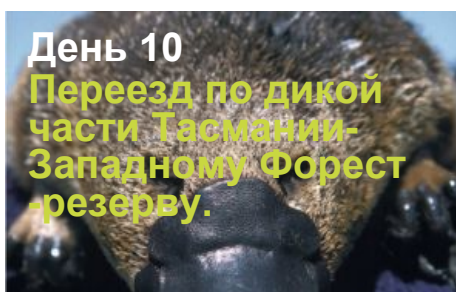 День 10
Переезд по дикой
части Тасмании-
Западному Форест
-резерву.